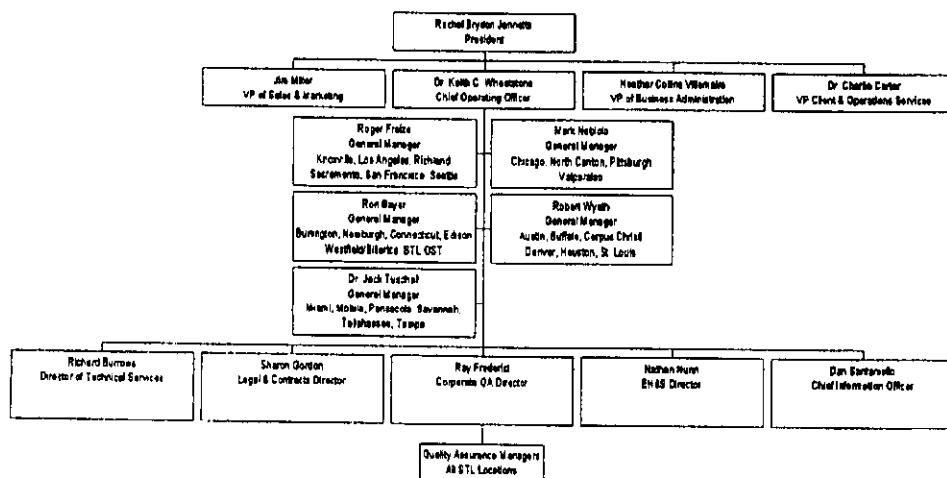 Rachel Brydon Jannetta
President
Jim Miller
VP of Sales & Marketing
Dr. Keith C. Wheatstone
Chief Operating Officer
Heather Collins Villemaire
VP of Business Administration
Dr. Charlie Carter
VP Client & Operations Services
Roger Freize
General Manager
Knoxville, Los Angeles, Richland
Sacramento, San Francisco, Seattle
Mark Nebiola
General Manager
Chicago, North Canton, Pittsburgh
Valparaiso
Ron Bayer
General Manager
Burlington, Newburgh, Connecticut, Edison
Westfield/Billerica, STL OST
Robert Wyeth
General Manager
Austin, Buffalo, Corpus Christi
Denver, Houston, St. Louis
Dr. Jack Tuschall
General Manager
Miami, Mobile, Pensacola, Savannah,
Tallahassee, Tampa
Richard Burrows
Director of Technical Services
Sharon Gordon
Legal & Contracts Director
Ray Frederici
Corporate QA Director
Nathan Nunn
EH&S Director
Dan Santarello
Chief Information Officer
Quality Assurance Managers
All STL Locations